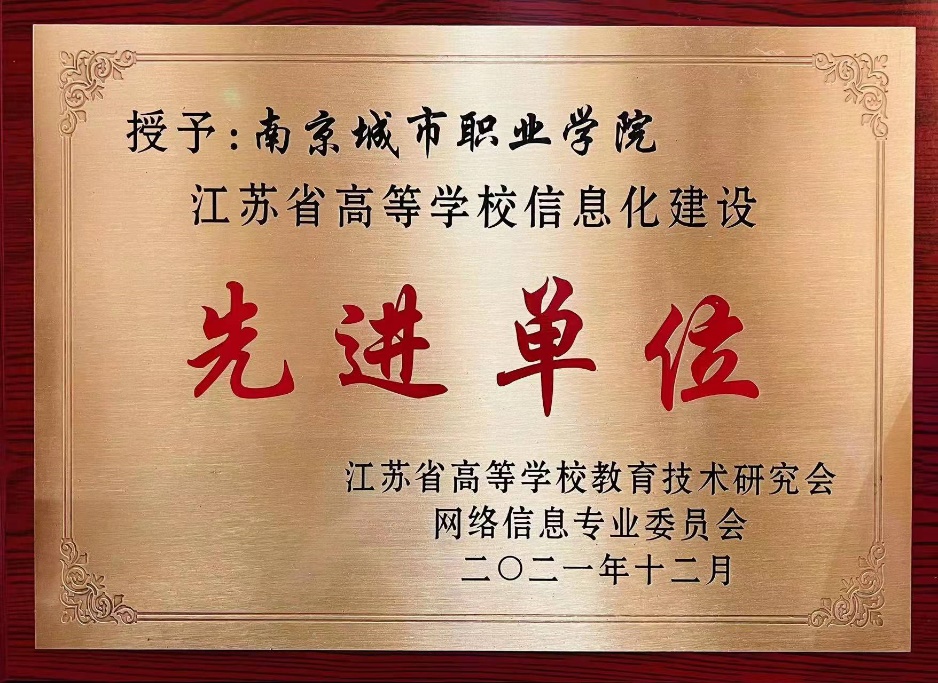 授予：南京城市职业学院
江苏省高等学校信息化建设
先进单位
江苏省高等学校教育技术研究会
网络信息专业委员会
二〇二一年十二月